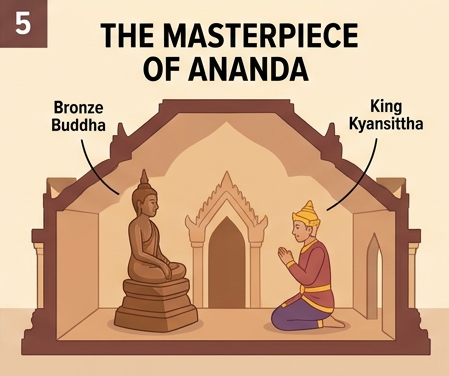 5
THE MASTERPIECE
OF ANANDA
Bronze
Buddha
King
Kyansittha